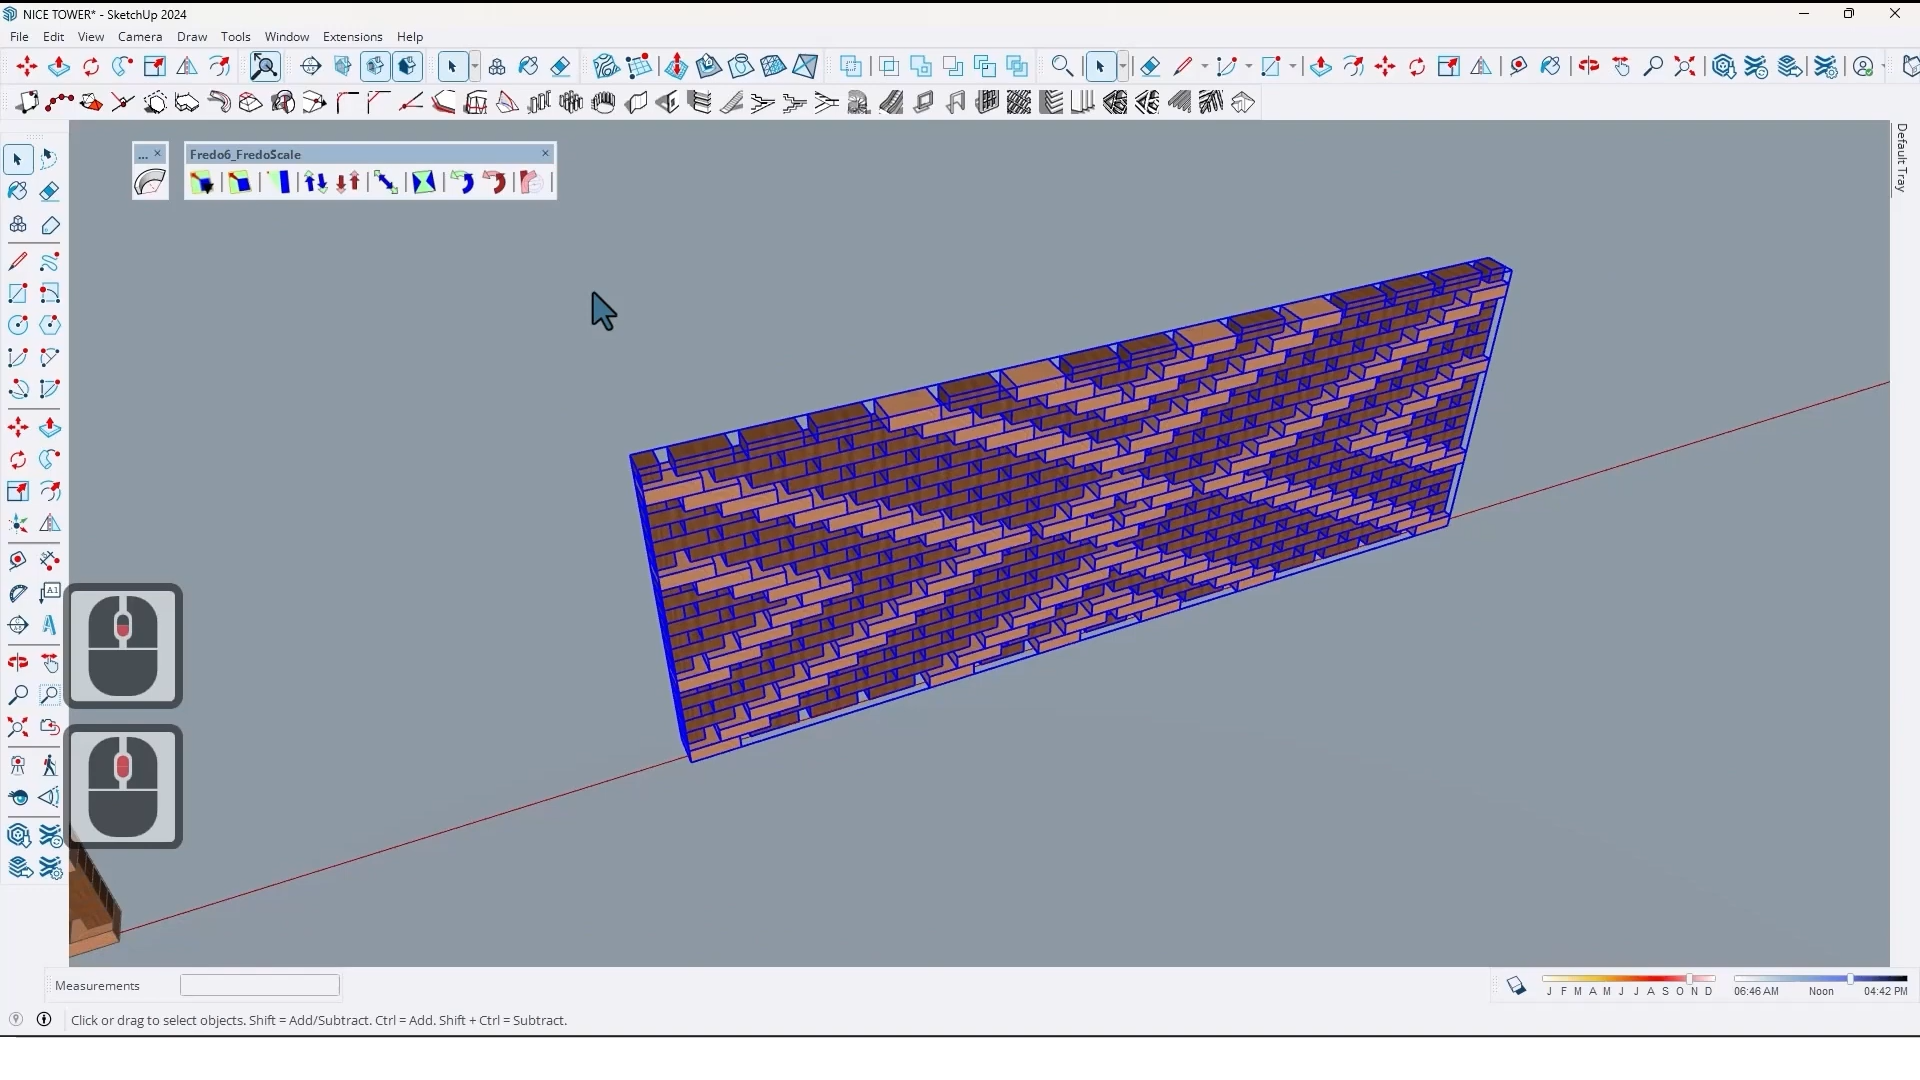 NICE TOWER* - SketchUp 2024
File Edit View Camera Draw Tools Window Extensions Help
... Fredo6_FredoScale
Default Tray
A1
Measurements
J F M A M J J A S O N D 06:46 AM Noon 04:42 PM
Click or drag to select objects. Shift = Add/Subtract. Ctrl = Add. Shift + Ctrl = Subtract.